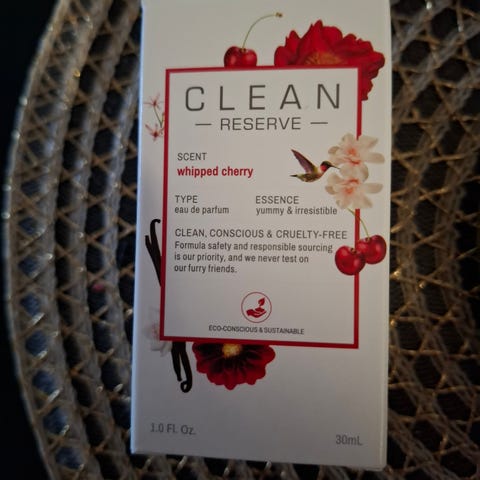 CLEAN
— RESERVE —
SCENT
whipped cherry
TYPE
eau de parfum
ESSENCE
yummy & irresistible
CLEAN, CONSCIOUS & CRUELTY-FREE
Formula safety and responsible sourcing
is our priority, and we never test on
our furry friends.
ECO-CONSCIOUS & SUSTAINABLE
1.0 Fl. Oz.
30mL